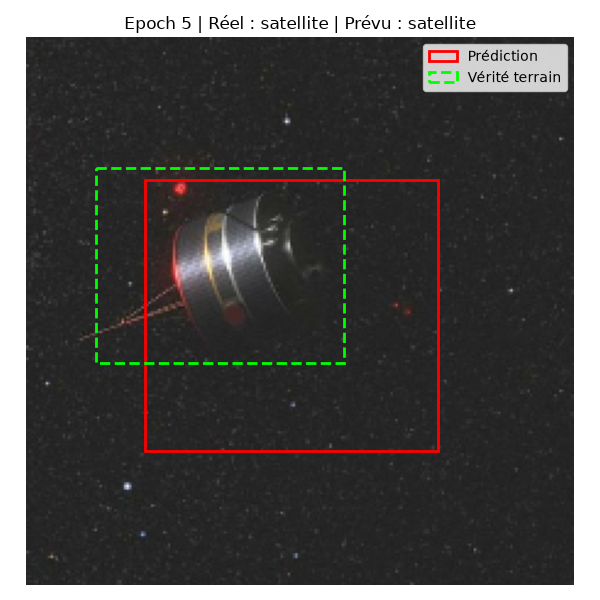 Epoch 5 | Réel : satellite | Prévu : satellite
Prédiction
Vérité terrain